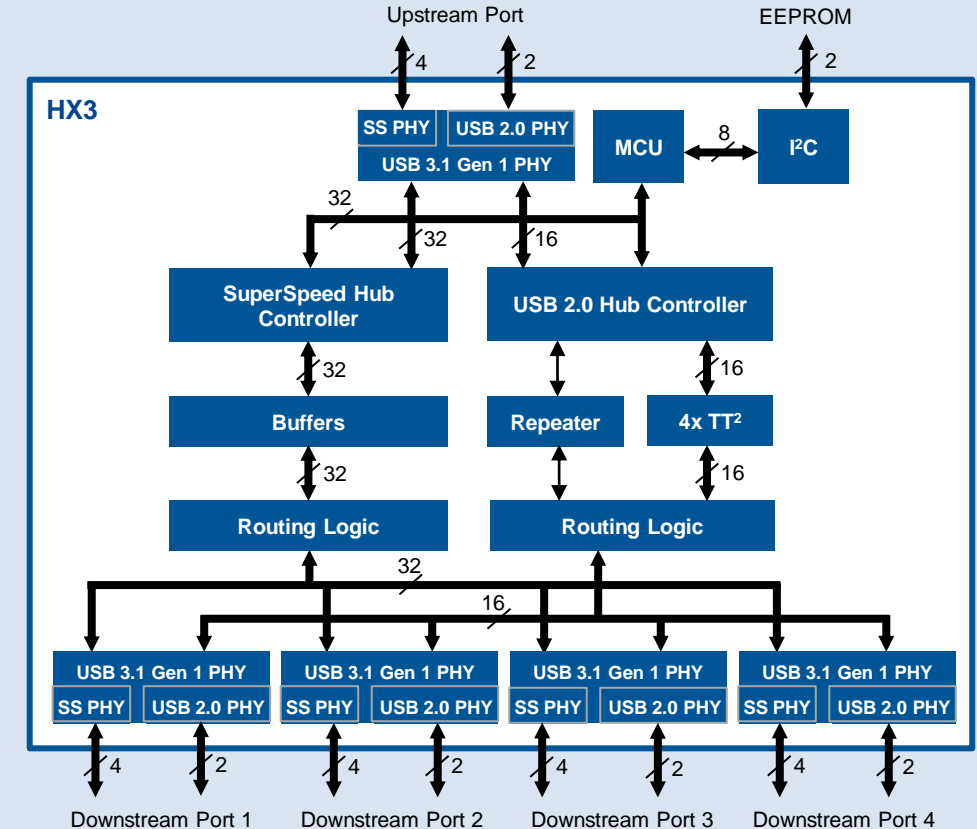 Upstream Port
EEPROM
4
2
2
HX3
SS PHY
USB 2.0 PHY
USB 3.1 Gen 1 PHY
MCU
8
I²C
32
32
16
SuperSpeed Hub
Controller
USB 2.0 Hub Controller
32
16
Buffers
Repeater
4x TT²
32
16
Routing Logic
Routing Logic
32
16
USB 3.1 Gen 1 PHY
USB 3.1 Gen 1 PHY
USB 3.1 Gen 1 PHY
USB 3.1 Gen 1 PHY
SS PHY
USB 2.0 PHY
SS PHY
USB 2.0 PHY
SS PHY
USB 2.0 PHY
SS PHY
USB 2.0 PHY
4
2
4
2
4
2
4
2
Downstream Port 1
Downstream Port 2
Downstream Port 3
Downstream Port 4